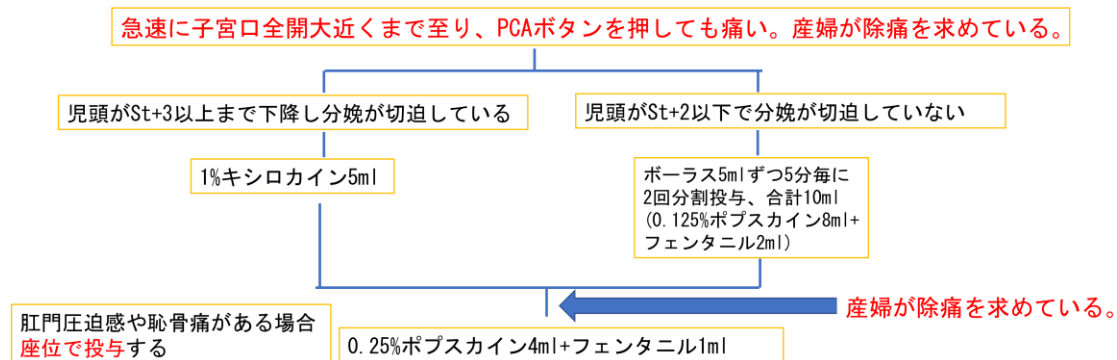 急速に子宮口全開大近くまで至り、PCAボタンを押しても痛い。産婦が除痛を求めている。
児頭がSt+3以上まで下降し分娩が切迫している
児頭がSt+2以下で分娩が切迫していない
1%キシロカイン5ml
ボーラス5mlずつ5分毎に
2回分割投与、合計10ml
(0.125%ポプスカイン8ml+
フェンタニル2ml)
産婦が除痛を求めている。
肛門圧迫感や恥骨痛がある場合
座位で投与する
0.25%ポプスカイン4ml+フェンタニル1ml